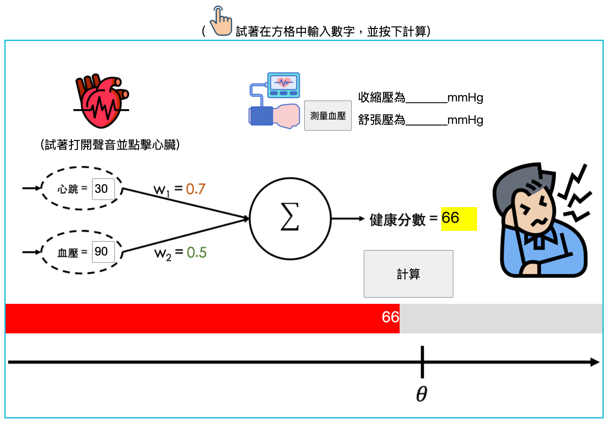 (試著在方格中輸入數字，並按下計算)
測量血壓
收縮壓為______mmHg
舒張壓為______mmHg
(試著打開聲音並點擊心臟)
心跳 = 30
w₁ = 0.7
Σ
健康分數 = 66
血壓 = 90
w₂ = 0.5
計算
66
θ